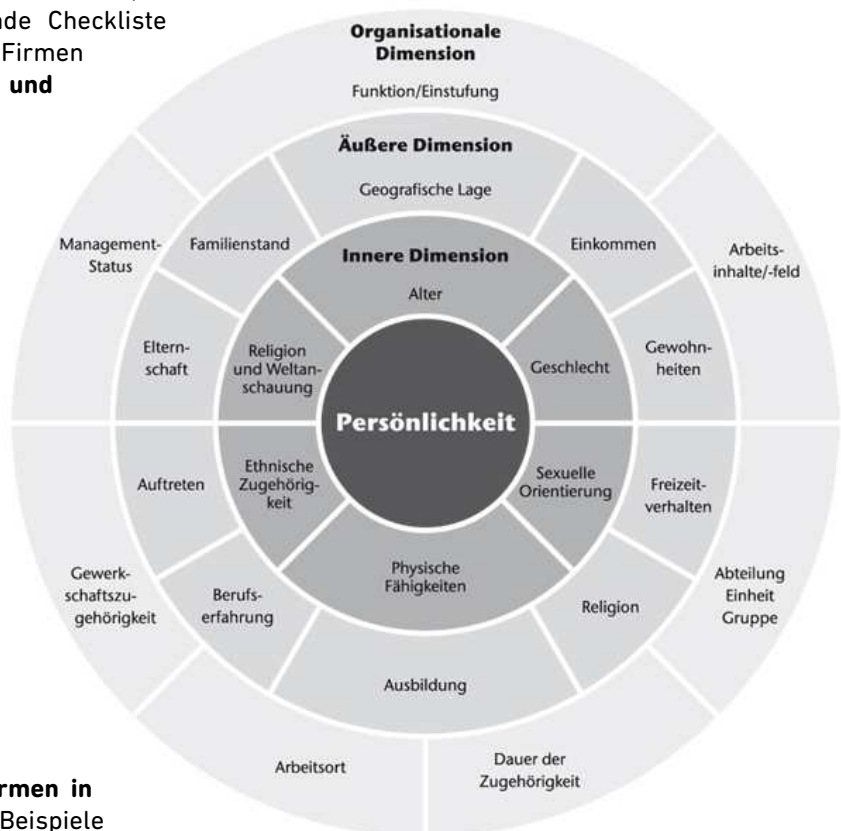 nde Checkliste
Firmen
und
Organisationale
Dimension
Funktion/Einstufung
Äußere Dimension
Geografische Lage
Innere Dimension
Alter
Management-
Status
Familienstand
Einkommen
Arbeits-
inhalte/-feld
Eltern-
schaft
Religion
und Weltan-
schauung
Geschlecht
Gewohn-
heiten
Persönlichkeit
Auftreten
Ethnische
Zugehörig-
keit
Sexuelle
Orientierung
Freizeit-
verhalten
Gewerk-
schaftszu-
gehörigkeit
Berufs-
erfahrung
Physische
Fähigkeiten
Religion
Abteilung
Einheit
Gruppe
Ausbildung
Arbeitsort
Dauer der
Zugehörigkeit
rmen in
Beispiele